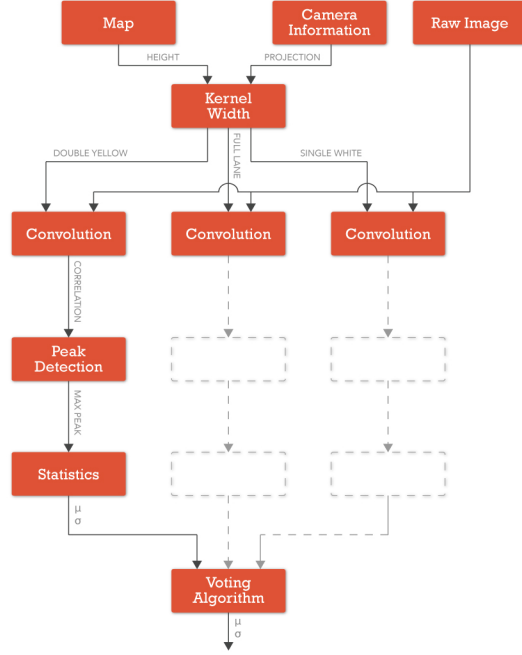 Map
Camera
Information
Raw Image
HEIGHT
PROJECTION
Kernel
Width
DOUBLE YELLOW
FULL LANE
SINGLE WHITE
Convolution
Convolution
Convolution
CORRELATION
Peak
Detection
MAX PEAK
Statistics
μ
σ
Voting
Algorithm
μ
σ